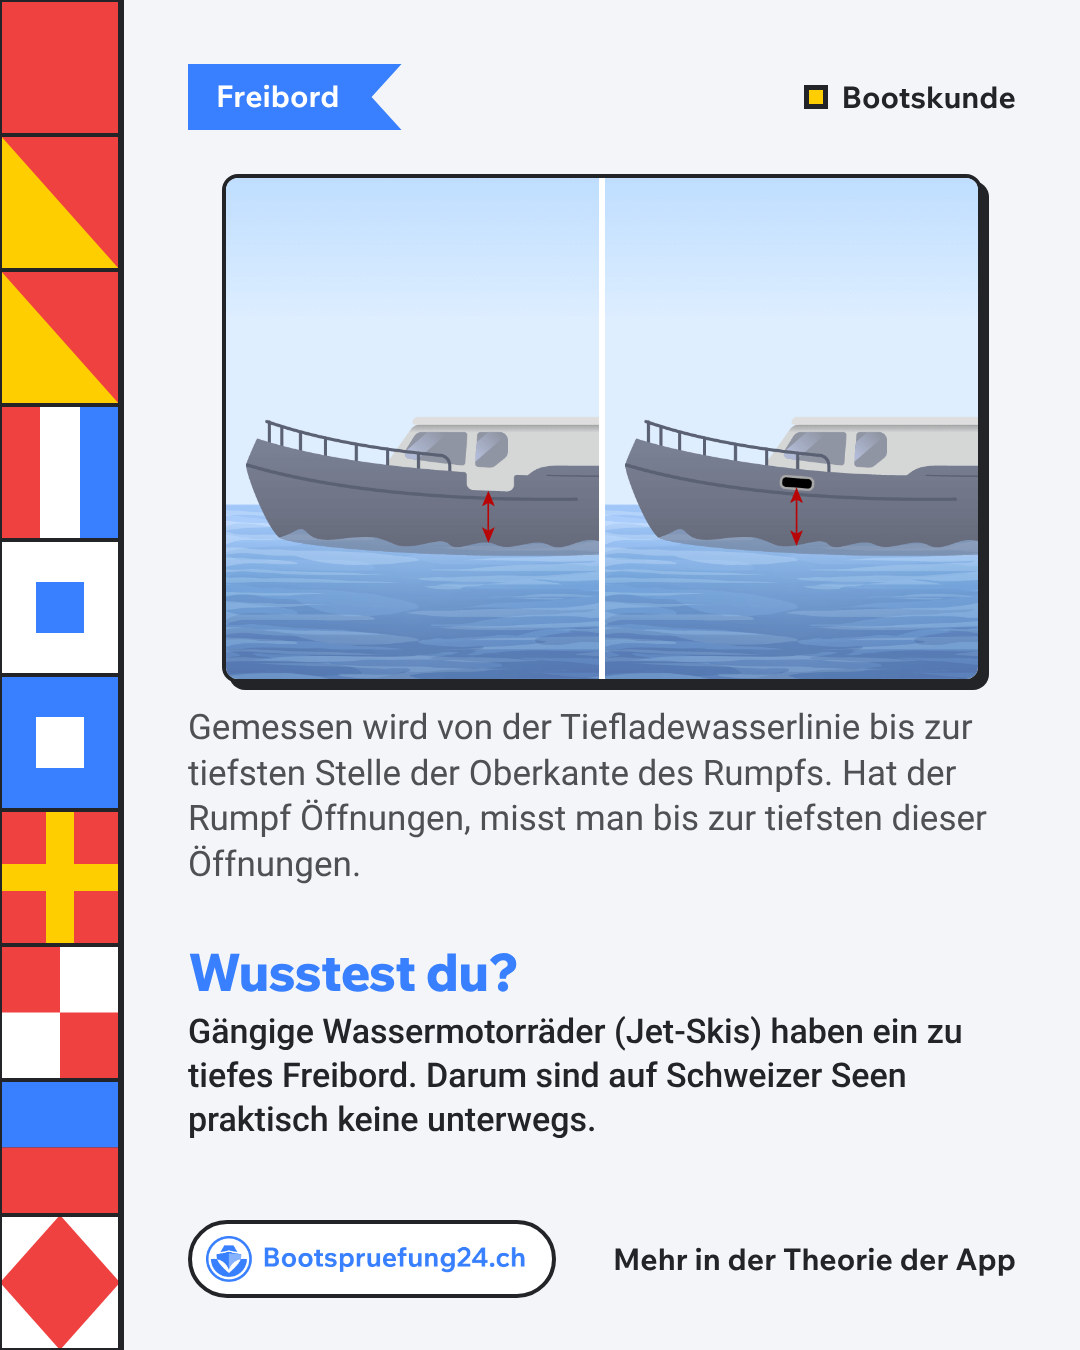 Freibord
Bootskunde
Gemessen wird von der Tiefladewasserlinie bis zur
tiefsten Stelle der Oberkante des Rumpfs. Hat der
Rumpf Öffnungen, misst man bis zur tiefsten dieser
Öffnungen.
Wusstest du?
Gängige Wassermotorräder (Jet-Skis) haben ein zu
tiefes Freibord. Darum sind auf Schweizer Seen
praktisch keine unterwegs.
Bootspruefung24.ch
Mehr in der Theorie der App